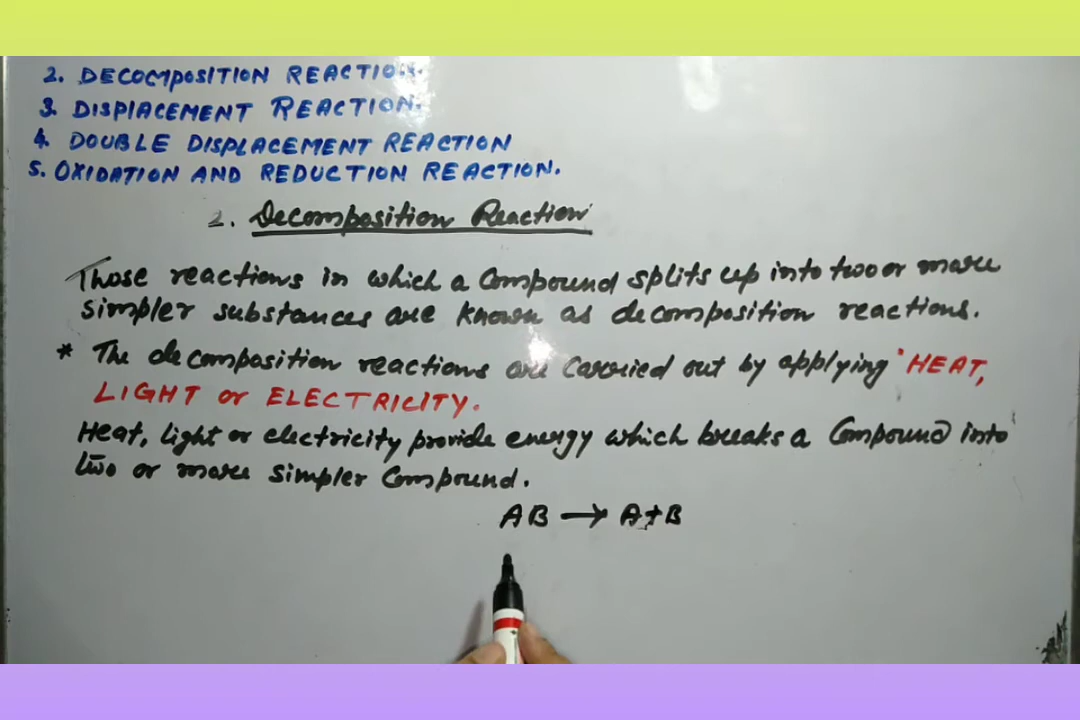 2. DECOMPOSITION REACTION.
3. DISPLACEMENT REACTION.
4. DOUBLE DISPLACEMENT REACTION
5. OXIDATION AND REDUCTION REACTION.
2. Decomposition Reaction
Those reactions in which a Compound splits up into two or more
simpler substances are known as decomposition reactions.
* The decomposition reactions are carried out by applying HEAT,
LIGHT or ELECTRICITY.
Heat, light or electricity provide energy which breaks a Compound into
two or more simpler Compound.
AB → A+B